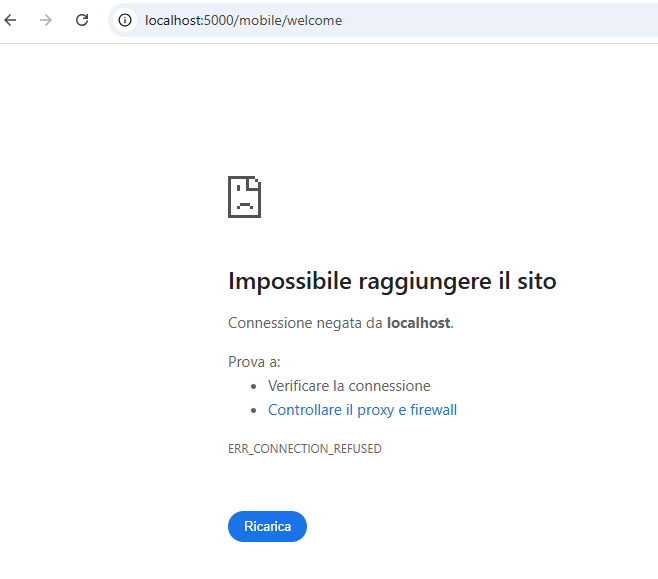 localhost:5000/mobile/welcome
Impossibile raggiungere il sito
Connessione negata da localhost.
Prova a:
• Verificare la connessione
• Controllare il proxy e firewall
ERR_CONNECTION_REFUSED
Ricarica